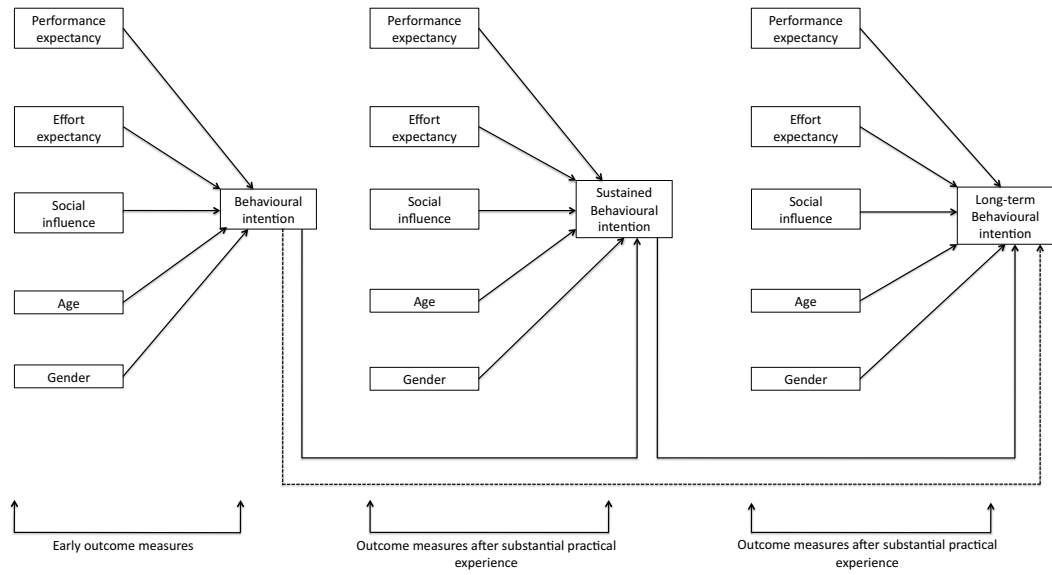 Performance
expectancy
Effort
expectancy
Social
influence
Age
Gender
Behavioural
intention
Early outcome measures
Performance
expectancy
Effort
expectancy
Social
influence
Age
Gender
Sustained
Behavioural
intention
Outcome measures after substantial practical
experience
Performance
expectancy
Effort
expectancy
Social
influence
Age
Gender
Long-term
Behavioural
intention
Outcome measures after substantial practical
experience